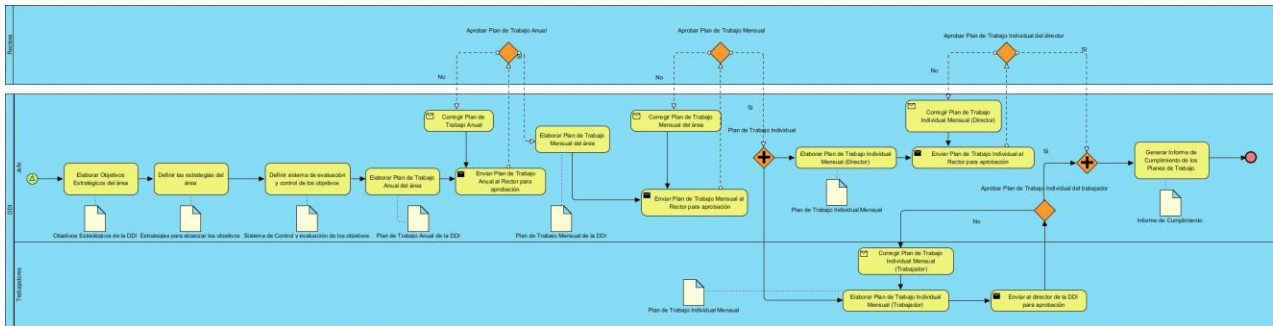 Rectora
Aprobar Plan de Trabajo Anual
Aprobar Plan de Trabajo Mensual
Aprobar Plan de Trabajo Individual del director
Si
Si
No
No
No
DDI
Jefe
Corregir Plan de
Trabajo Anual
Elaborar Plan de Trabajo
Mensual del área
Corregir Plan de Trabajo
Mensual del área
Si
Plan de Trabajo Individual
Corregir Plan de Trabajo
Individual Mensual (Director)
Elaborar Objetivos
Estratégicos del área
Definir las estrategias del
área
Definir sistema de evaluación
y control de los objetivos
Elaborar Plan de Trabajo
Anual del área
Enviar Plan de Trabajo
Anual al Rector para
aprobación
Enviar Plan de Trabajo Mensual al
Rector para aprobación
Elaborar Plan de Trabajo Individual
Mensual (Director)
Enviar Plan de Trabajo Individual al
Rector para aprobación
Si
Generar Informe de
Cumplimiento de los
Planes de Trabajo
Aprobar Plan de Trabajo Individual del trabajador
No
Objetivos Estratégicos de la DDI
Estrategias para alcanzar los objetivos
Sistema de Control y evaluación de los objetivos
Plan de Trabajo Anual de la DDI
Plan de Trabajo Mensual de la DDI
Plan de Trabajo Individual Mensual
Informe de Cumplimiento
Trabajadores
Corregir Plan de Trabajo
Individual Mensual
(Trabajador)
Elaborar Plan de Trabajo Individual
Mensual (Trabajador)
Enviar al director de la DDI
para aprobación
Plan de Trabajo Individual Mensual